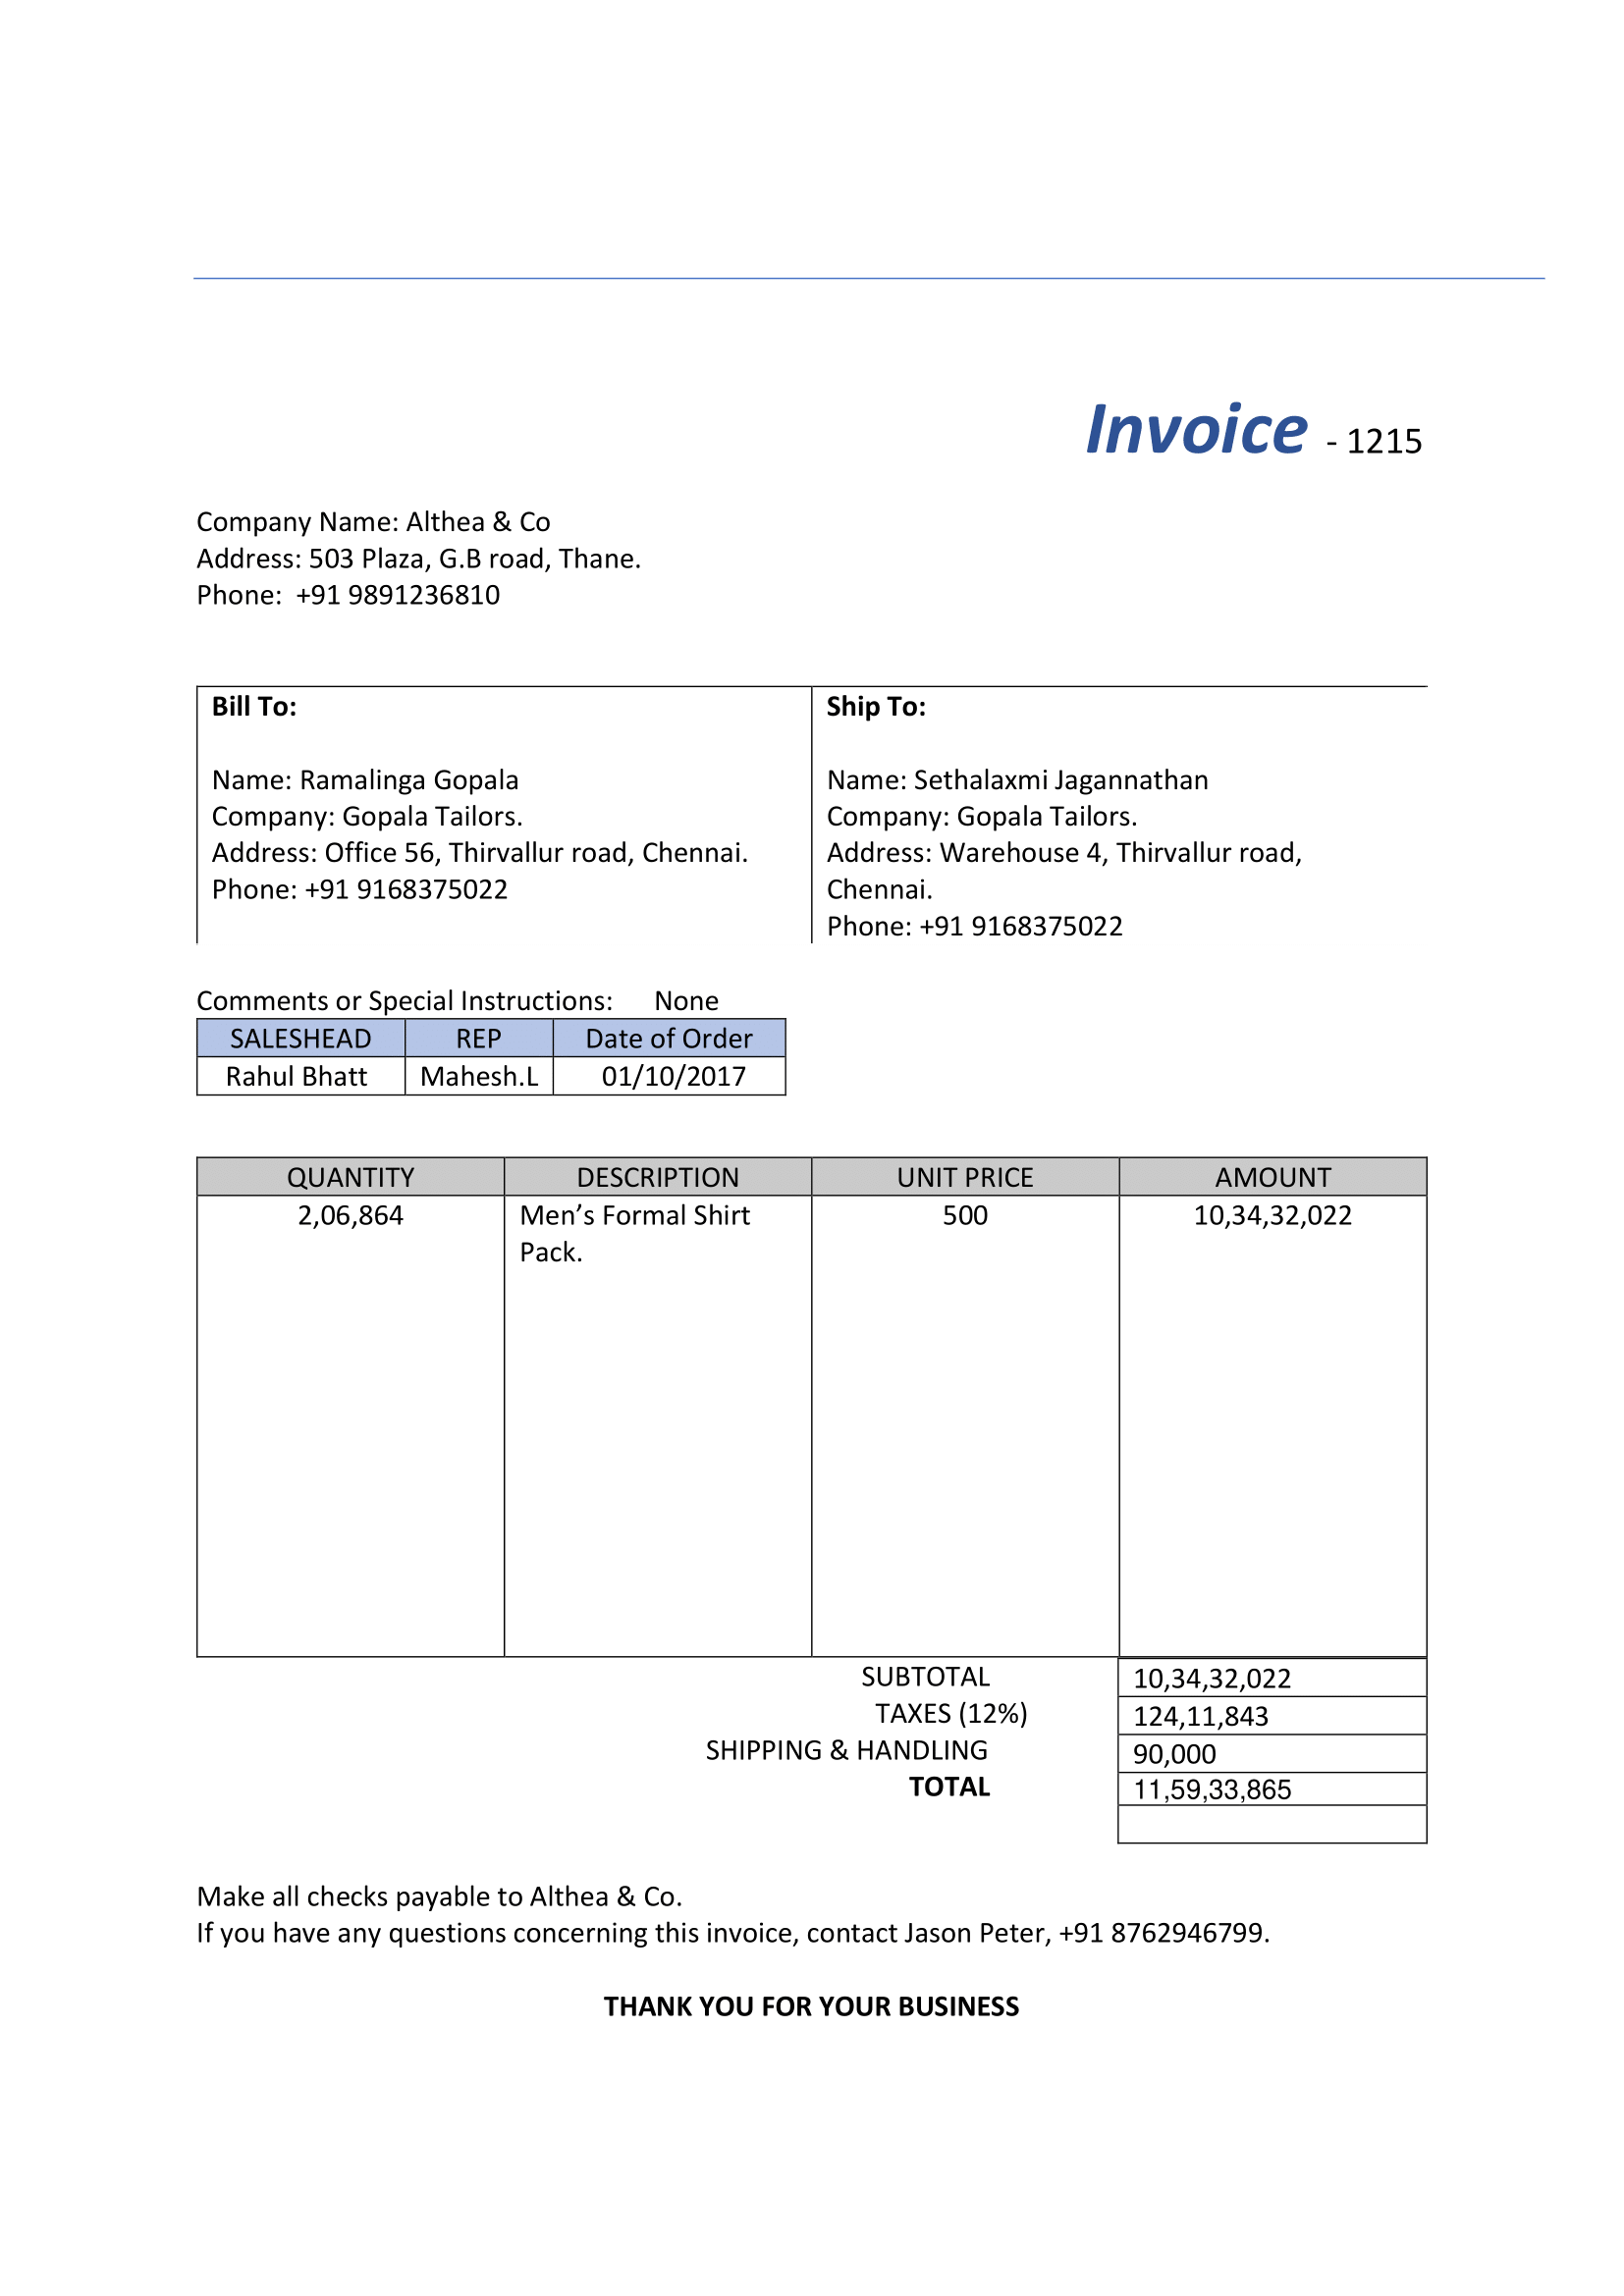 Invoice - 1215
Company Name: Althea & Co
Address: 503 Plaza, G.B road, Thane.
Phone:  +91 9891236810
Bill To:
Name: Ramalinga Gopala
Company: Gopala Tailors.
Address: Office 56, Thirvallur road, Chennai.
Phone: +91 9168375022
Ship To:
Name: Sethalaxmi Jagannathan
Company: Gopala Tailors.
Address: Warehouse 4, Thirvallur road,
Chennai.
Phone: +91 9168375022
Comments or Special Instructions: None
SALESHEAD REP Date of Order
Rahul Bhatt Mahesh.L 01/10/2017
QUANTITY DESCRIPTION UNIT PRICE AMOUNT
2,06,864 Men’s Formal Shirt 500 10,34,32,022
Pack.
SUBTOTAL 10,34,32,022
TAXES (12%) 124,11,843
SHIPPING & HANDLING 90,000
TOTAL 11,59,33,865
Make all checks payable to Althea & Co.
If you have any questions concerning this invoice, contact Jason Peter, +91 8762946799.
THANK YOU FOR YOUR BUSINESS